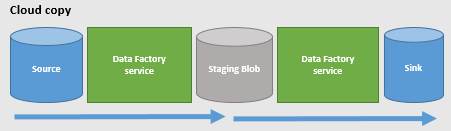 Cloud copy
Source
Data Factory
service
Staging Blob
Data Factory
service
Sink